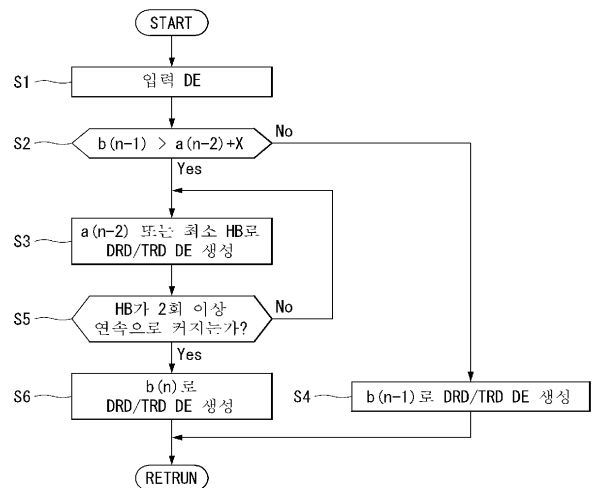 START
S1
입력 DE
S2
b(n-1) > a(n-2)+X
No
Yes
S3
a(n-2) 또는 최소 HB로
DRD/TRD DE 생성
S5
HB가 2회 이상
연속으로 커지는가?
No
Yes
S6
b(n)로
DRD/TRD DE 생성
S4
b(n-1)로 DRD/TRD DE 생성
RETRUN